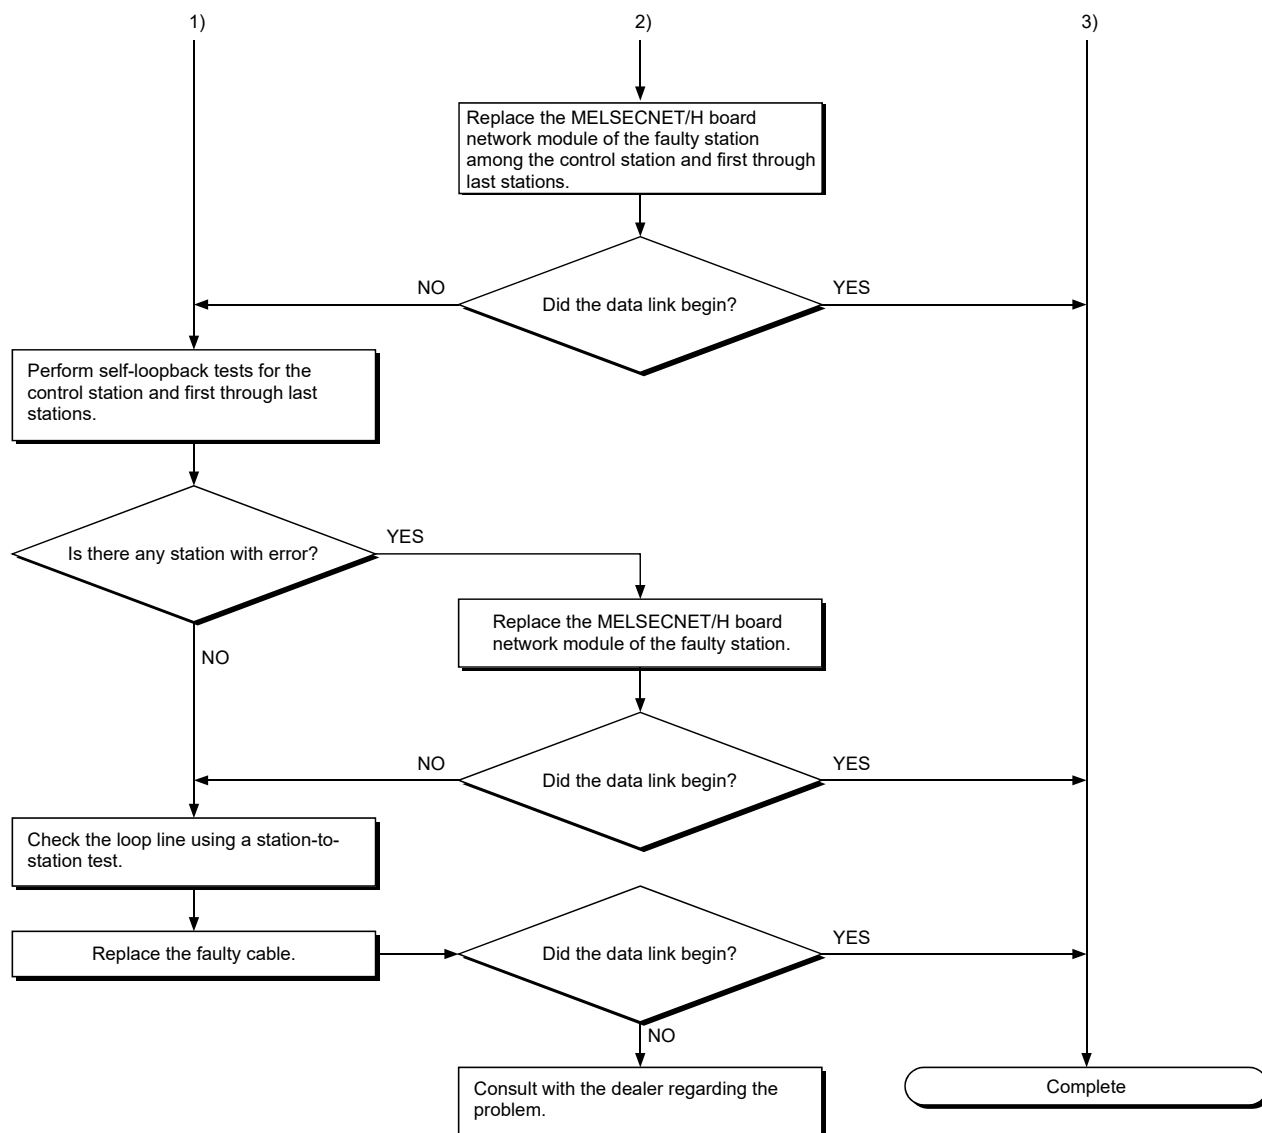 1)
2)
3)
Replace the MELSECNET/H board
network module of the faulty station
among the control station and first through
last stations.
NO
Did the data link begin?
YES
Perform self-loopback tests for the
control station and first through last
stations.
Is there any station with error?
YES
Replace the MELSECNET/H board
network module of the faulty station.
NO
NO
Did the data link begin?
YES
Check the loop line using a station-to-
station test.
Replace the faulty cable.
Did the data link begin?
YES
NO
Consult with the dealer regarding the
problem.
Complete